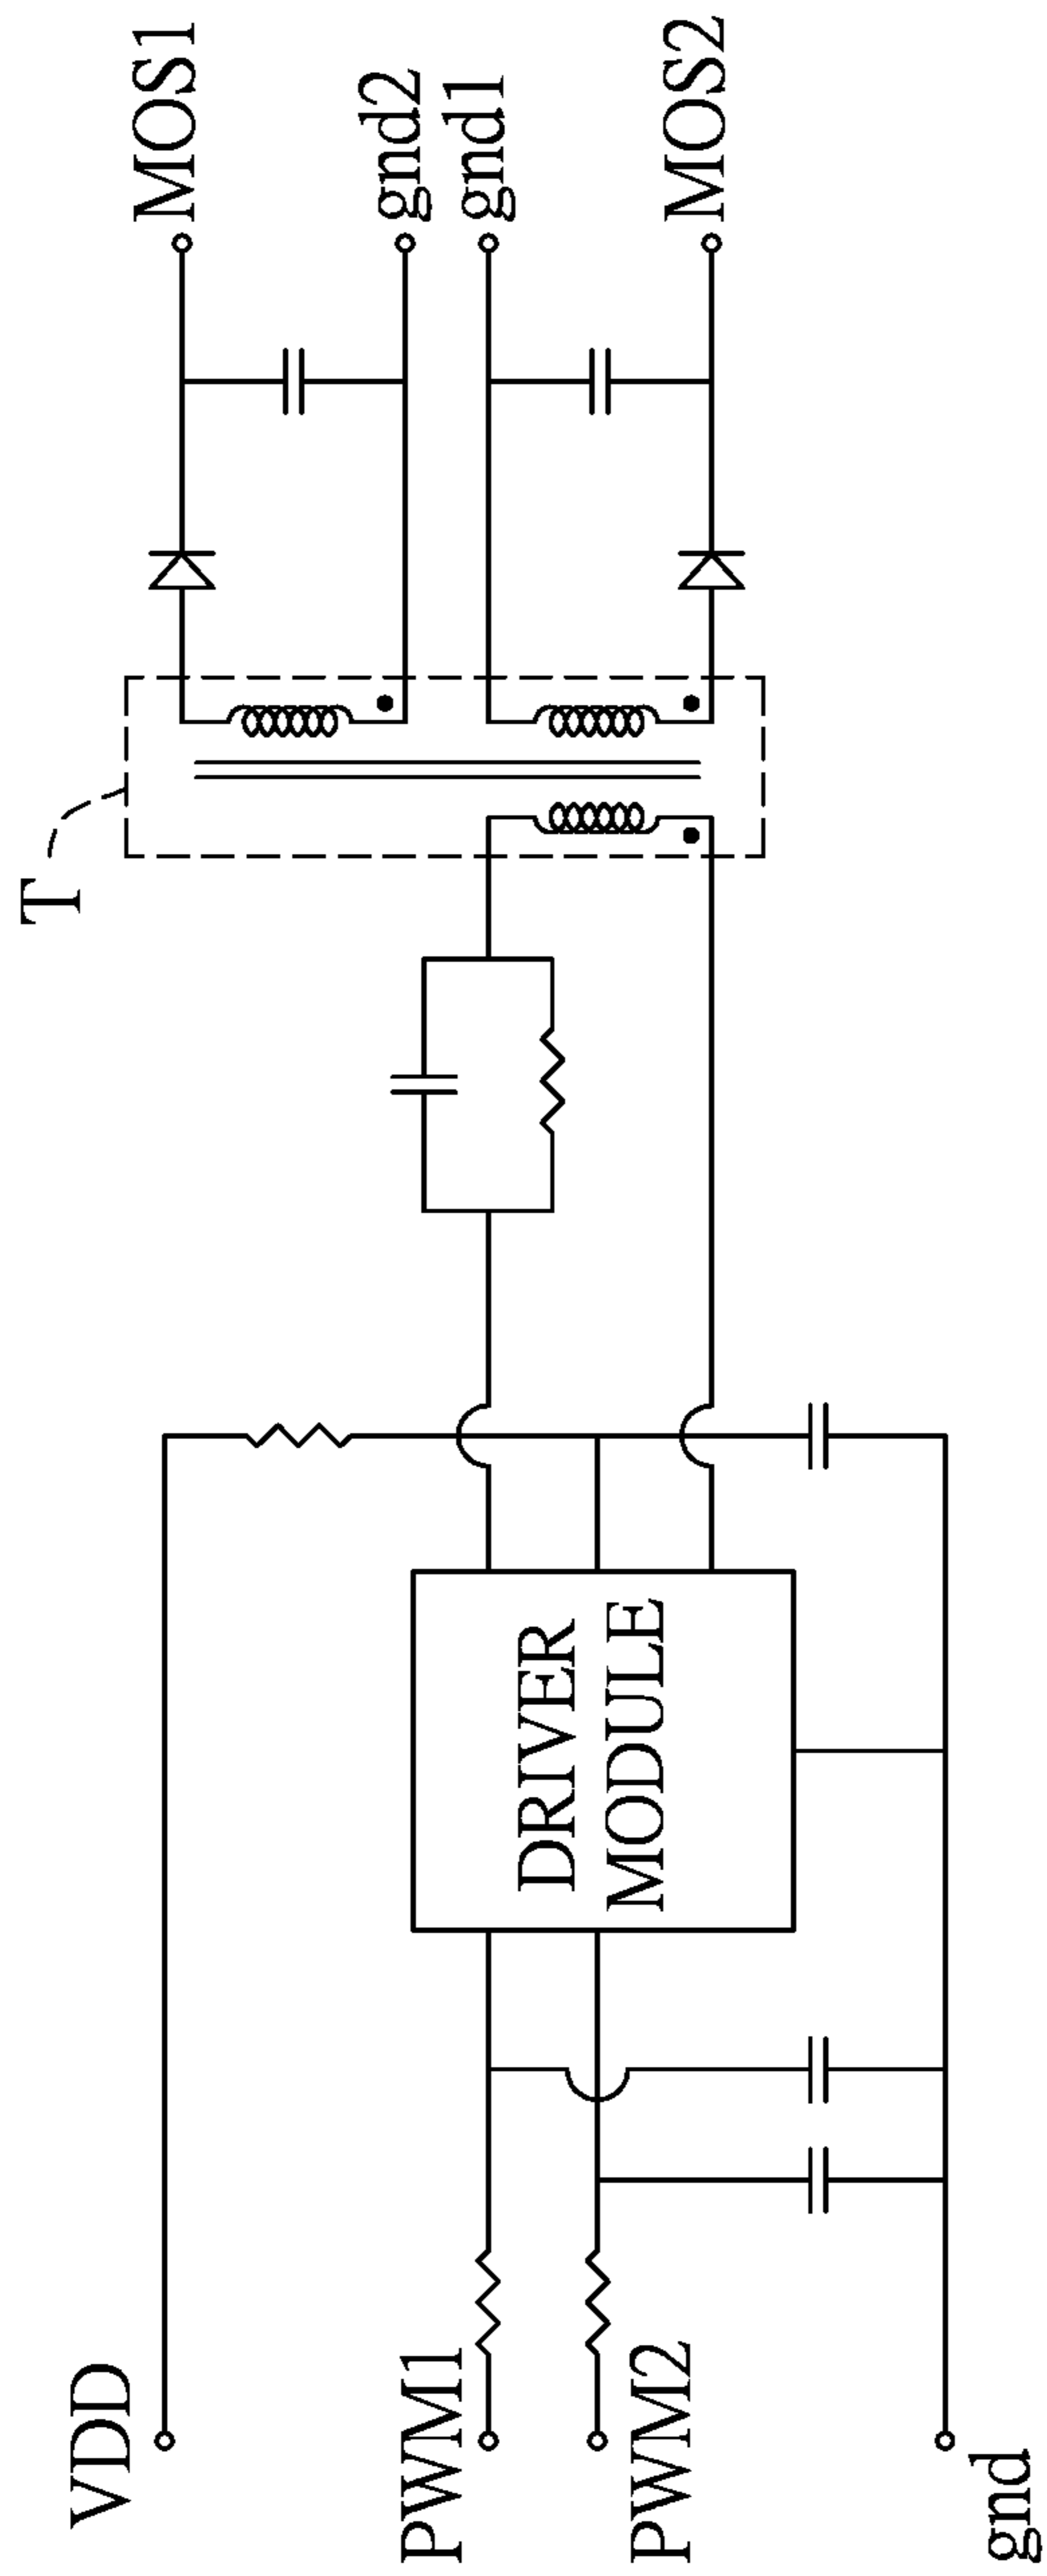 VDD
PWM1
PWM2
gnd
DRIVER
MODULE
T
MOS1
gnd2
gnd1
MOS2